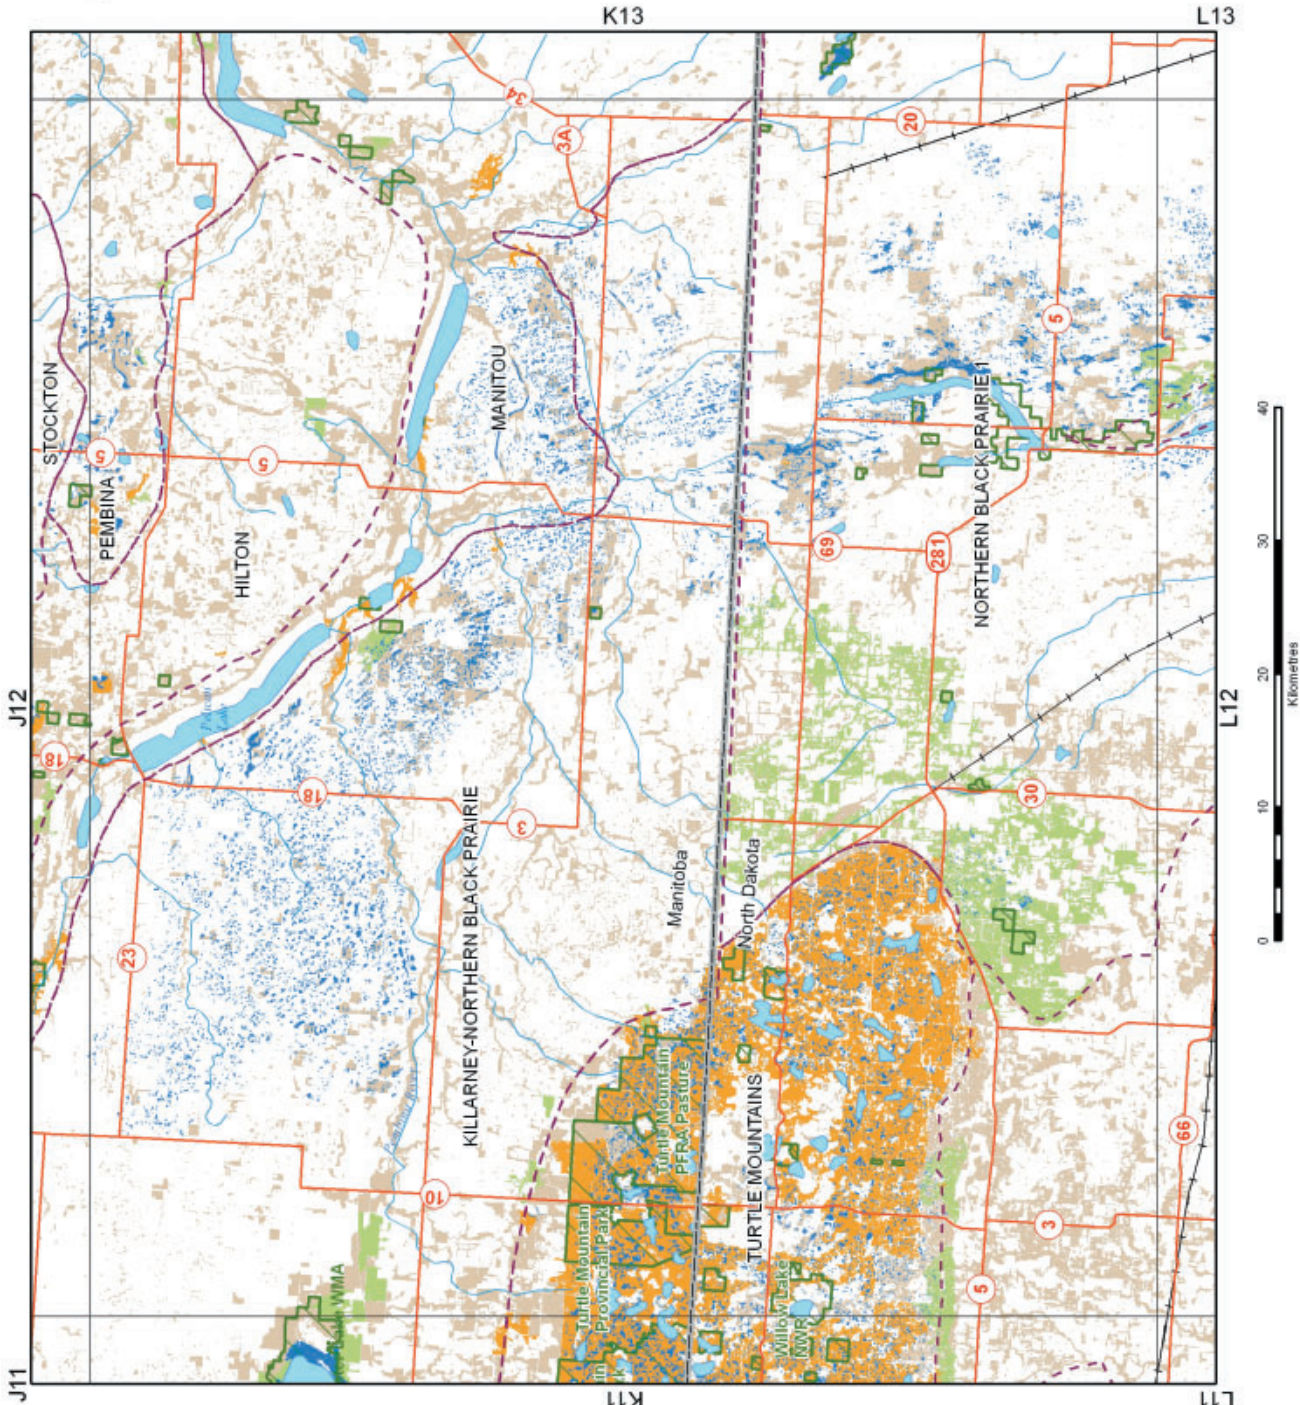 K13
L13
34
3A
20
STOCKTON
5
PEMBINA
5
HILTON
MANITOU
5
NORTHERN BLACK PRAIRIE 1
69
281
J12
18
Pelican
Lake
18
3
KILLARNEY-NORTHERN BLACK PRAIRIE
Manitoba
North Dakota
30
L12
23
10
Turtle Mountain
PFRA Pasture
TURTLE MOUNTAINS
Turtle Mountain
Provincial Park
Willow Lake
NWR
WMA
66
3
5
J11
K11
L11
0
10
20
30
40
Kilometres